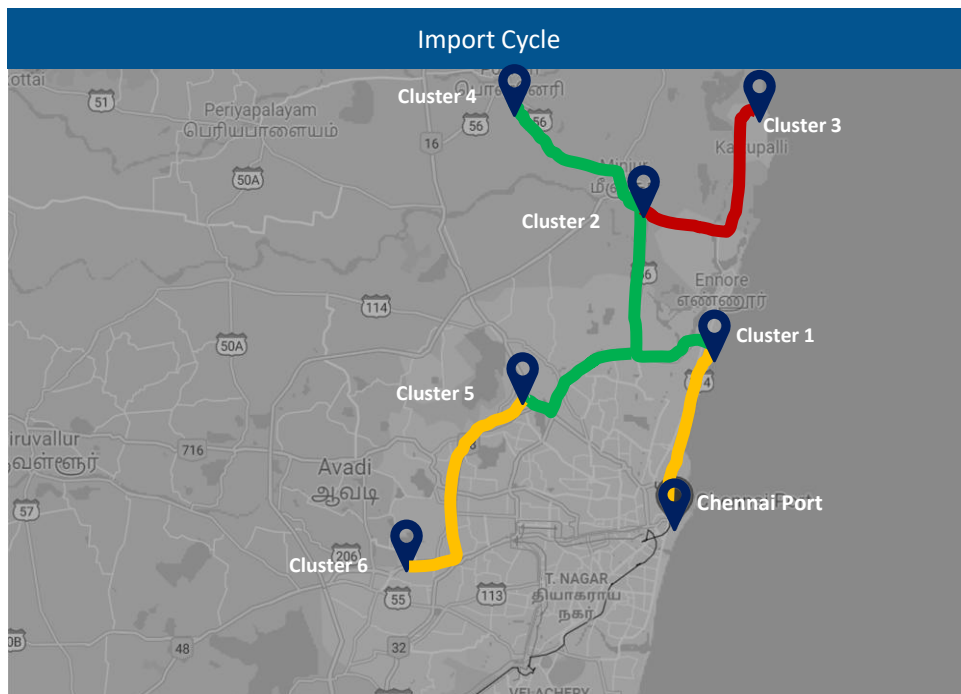 Import Cycle
Cluster 4
51
Periyapalayam
பெரியபாளையம்
56
56
16
Cluster 3
50A
Cluster 2
56
Ennore
எண்ணூர்
114
50A
Cluster 1
Cluster 5
716
Avadi
ஆவடி
57
Chennai Port
Cluster 6
206
55
113
T. NAGAR
தியாகராய
நகர்
48
32